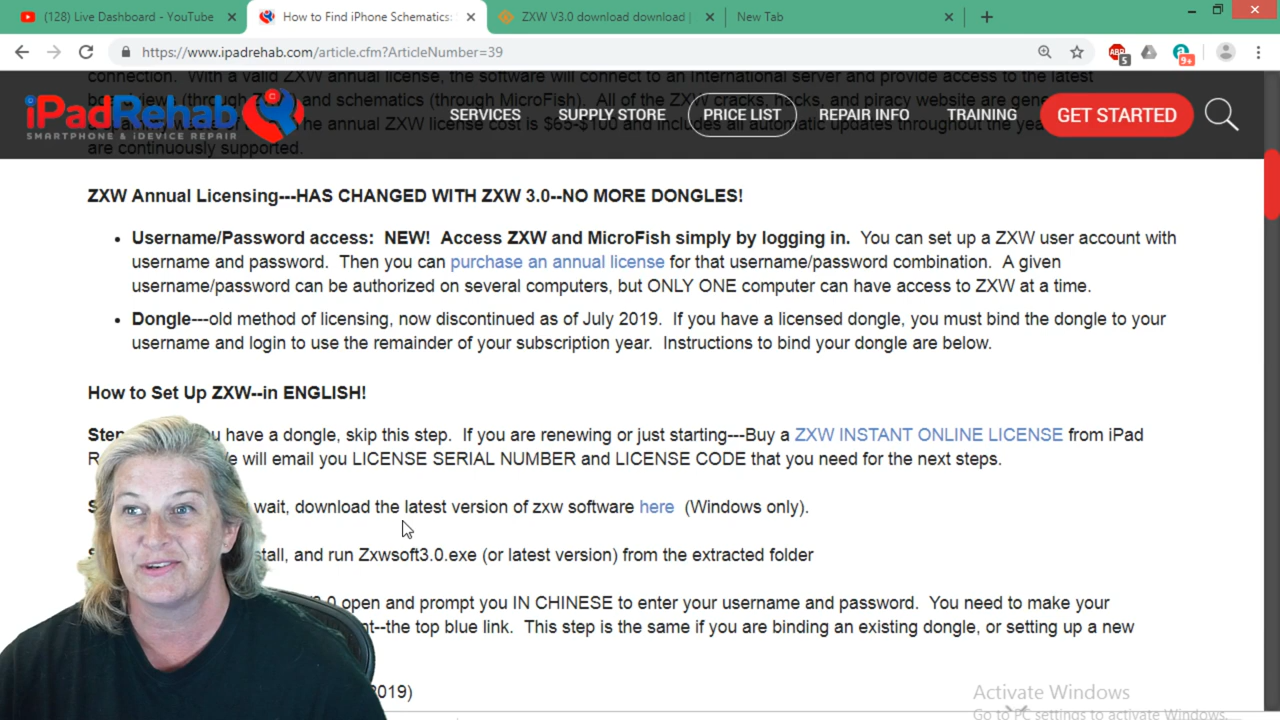 (128) Live Dashboard - YouTube
How to Find iPhone Schematics:
ZXW V3.0 download download |
New Tab
https://www.ipadrehab.com/article.cfm?ArticleNumber=39
5
9+
connection. With a valid ZXW annual license, the software will connect to an International server and provide access to the latest
and schematics (through MicroFish). All of the ZXW cracks, hacks, and piracy website are
The annual ZXW license cost is $65-$100 and includes all automatic updates throughout the
are continuously supported.
iPadRehab
SMARTPHONE & iDEVICE REPAIR
SERVICES
SUPPLY STORE
PRICE LIST
REPAIR INFO
TRAINING
GET STARTED
ZXW Annual Licensing---HAS CHANGED WITH ZXW 3.0--NO MORE DONGLES!
• Username/Password access: NEW! Access ZXW and MicroFish simply by logging in. You can set up a ZXW user account with
username and password. Then you can purchase an annual license for that username/password combination. A given
username/password can be authorized on several computers, but ONLY ONE computer can have access to ZXW at a time.
• Dongle---old method of licensing, now discontinued as of July 2019. If you have a licensed dongle, you must bind the dongle to your
username and login to use the remainder of your subscription year. Instructions to bind your dongle are below.
How to Set Up ZXW--in ENGLISH!
Step you have a dongle, skip this step. If you are renewing or just starting---Buy a ZXW INSTANT ONLINE LICENSE from iPad
We will email you LICENSE SERIAL NUMBER and LICENSE CODE that you need for the next steps.
wait, download the latest version of zxw software here (Windows only).
and run Zxwsoft3.0.exe (or latest version) from the extracted folder
open and prompt you IN CHINESE to enter your username and password. You need to make your
the top blue link. This step is the same if you are binding an existing dongle, or setting up a new
2019)
Activate Windows
Go to PC settings to activate Windows.